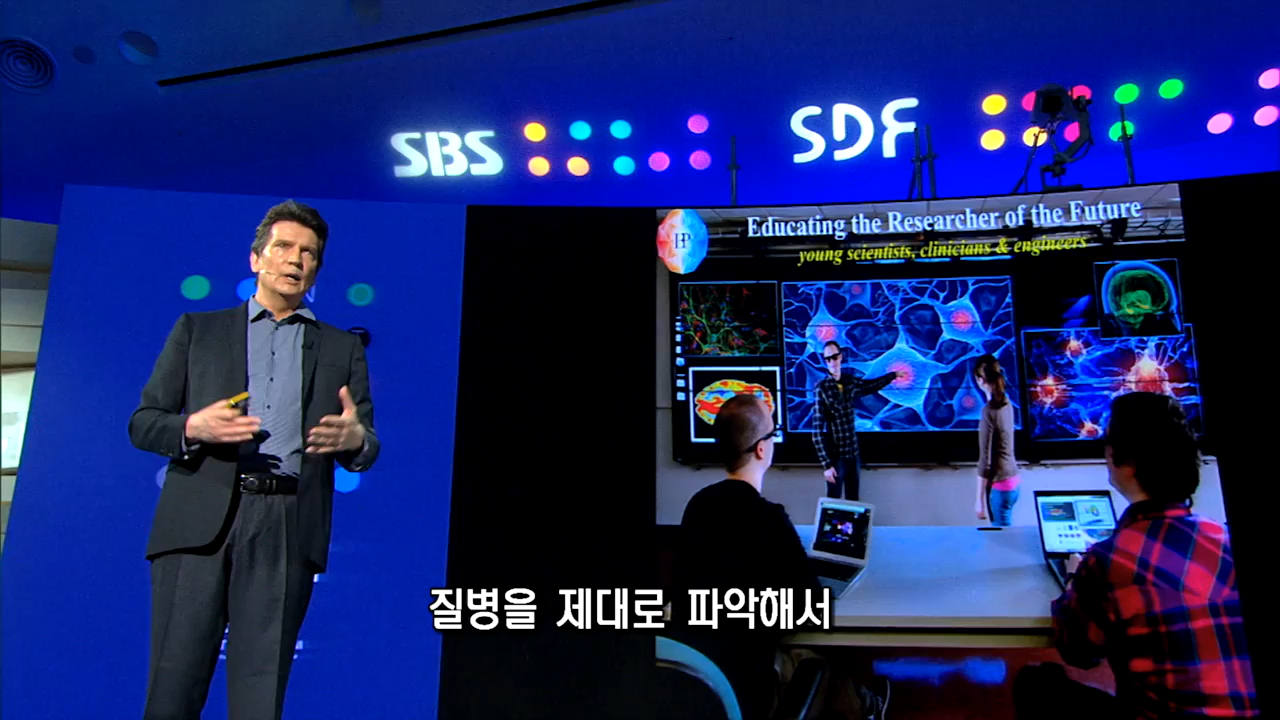 SBS
SDF
HBP
Educating the Researcher of the Future
young scientists, clinicians & engineers
질병을 제대로 파악해서